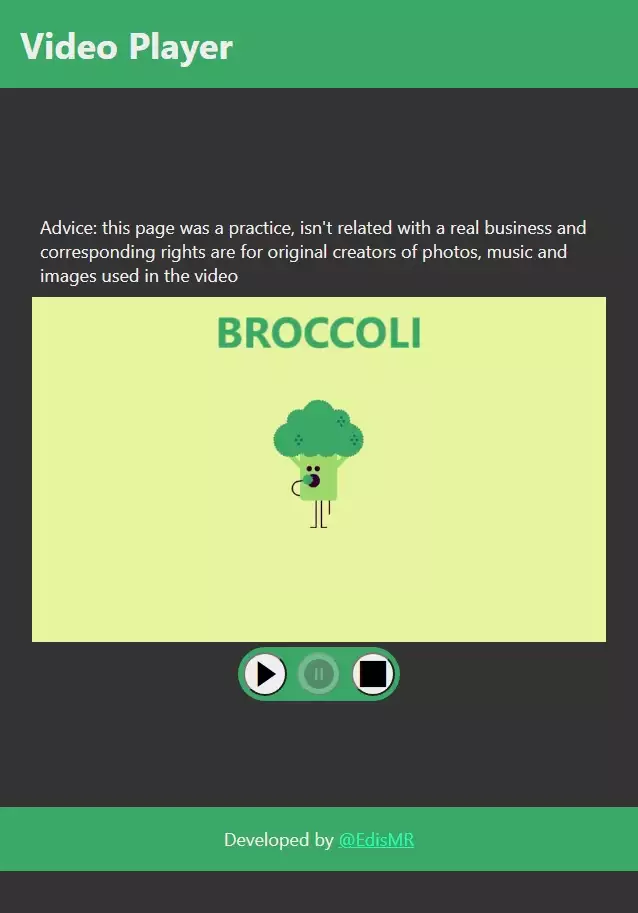 Video Player
Advice: this page was a practice, isn't related with a real business and
corresponding rights are for original creators of photos, music and
images used in the video
BROCCOLI
Developed by @EdisMR